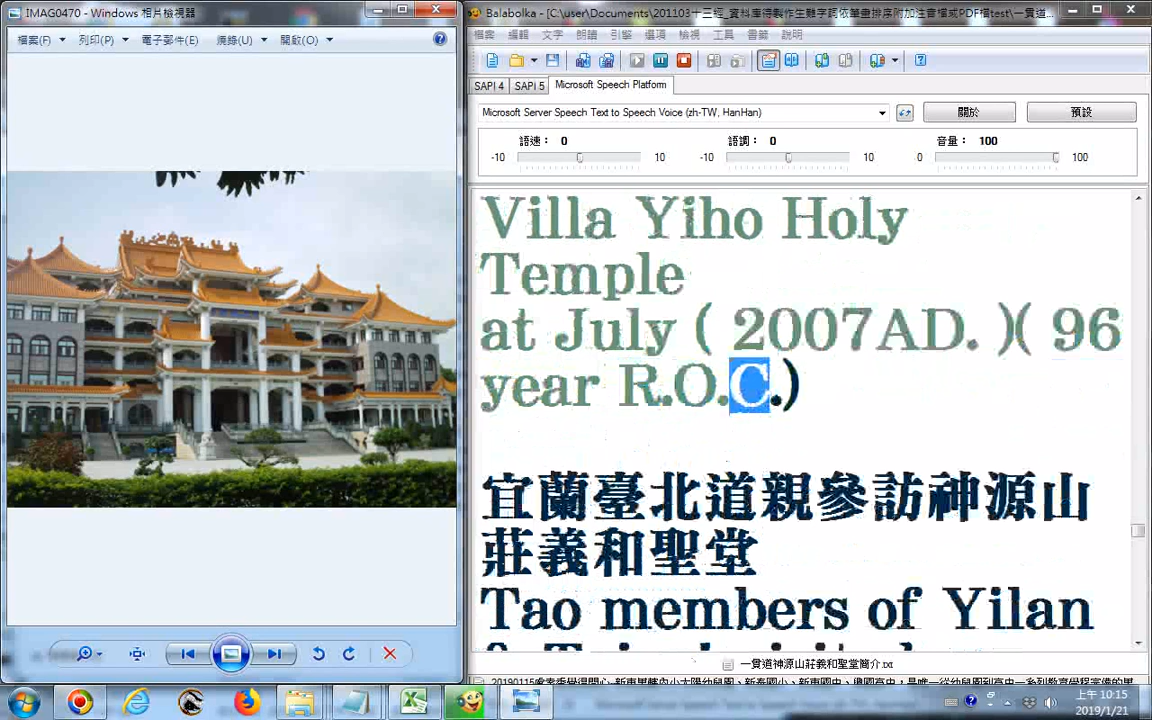 IMAG0470 - Windows 相片檢視器
檔案(F) 列印(P) 電子郵件(E) 燒錄(U) 開啟(O)
Balabolka - [C:\user\Documents\201103十三經_資料庫待製作生難字詞依筆畫排序附加注音檔或PDF檔test\一貫道...
檔案 編輯 文字 朗讀 引擎 選項 檢視 工具 書籤 說明
SAPI 4 SAPI 5 Microsoft Speech Platform
Microsoft Server Speech Text to Speech Voice (zh-TW, HanHan) 關於 預設
語速： 0 語調： 0 音量： 100
-10 10 -10 10 0 100
Villa Yiho Holy
Temple
at July ( 2007AD. )( 96
year R.O.C.)
宜蘭臺北道親參訪神源山
莊義和聖堂
Tao members of Yilan
一貫道神源山莊義和聖堂簡介.txt
上午 10:15
2019/1/21